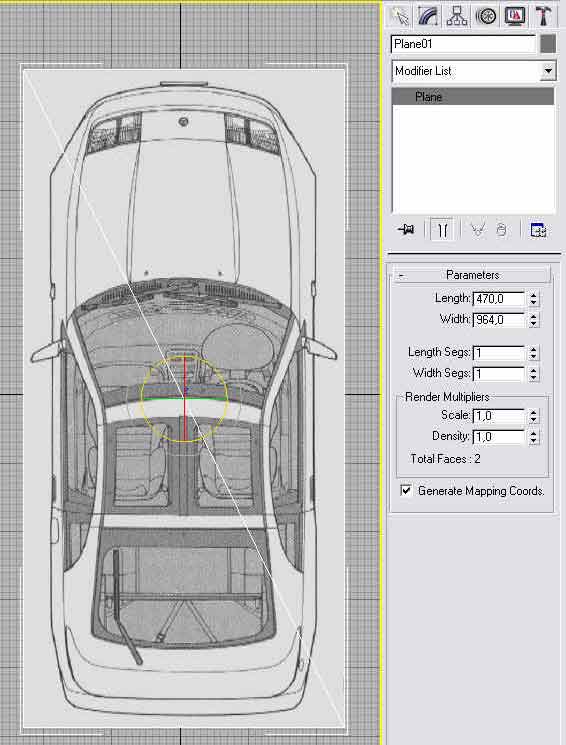 Plane01
Modifier List
Plane
- Parameters
Length: 470,0
Width: 964,0
Length Segs: 1
Width Segs: 1
Render Multipliers
Scale: 1,0
Density: 1,0
Total Faces : 2
Generate Mapping Coords.